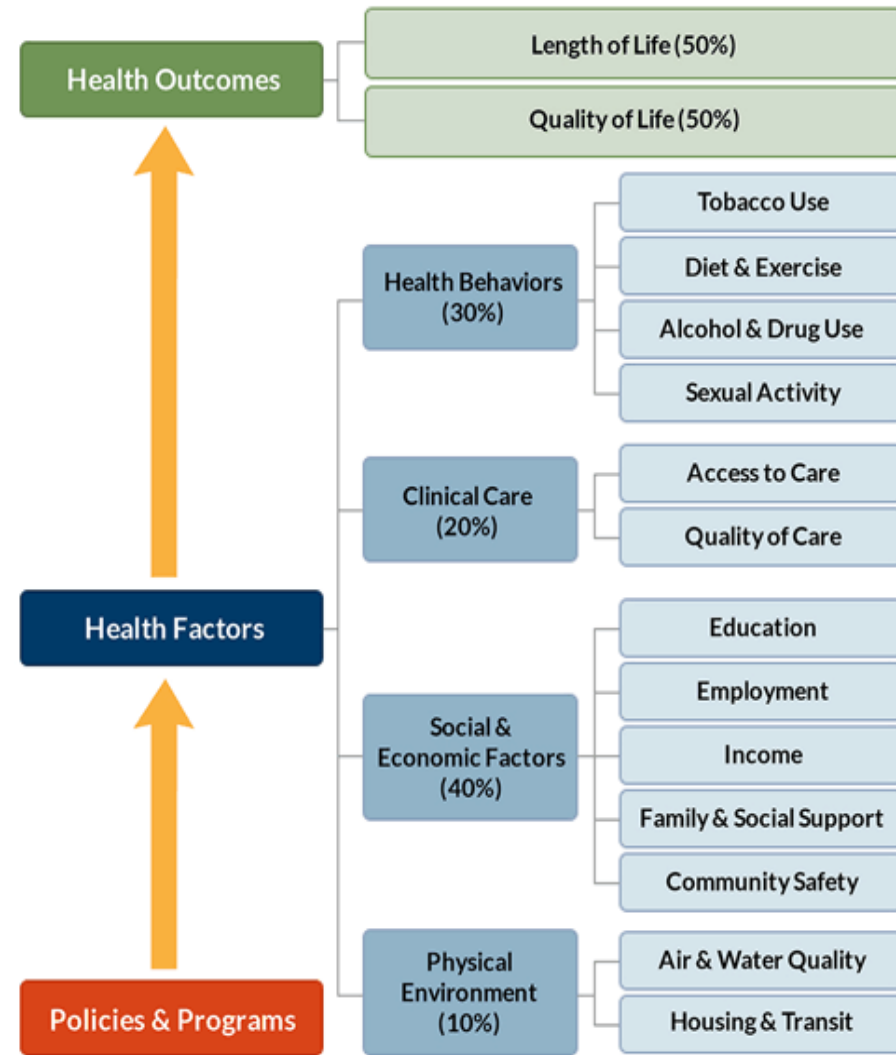 Health Outcomes
Length of Life (50%)
Quality of Life (50%)
Health Factors
Health Behaviors
(30%)
Tobacco Use
Diet & Exercise
Alcohol & Drug Use
Sexual Activity
Clinical Care
(20%)
Access to Care
Quality of Care
Social &
Economic Factors
(40%)
Education
Employment
Income
Family & Social Support
Community Safety
Physical
Environment
(10%)
Air & Water Quality
Housing & Transit
Policies & Programs